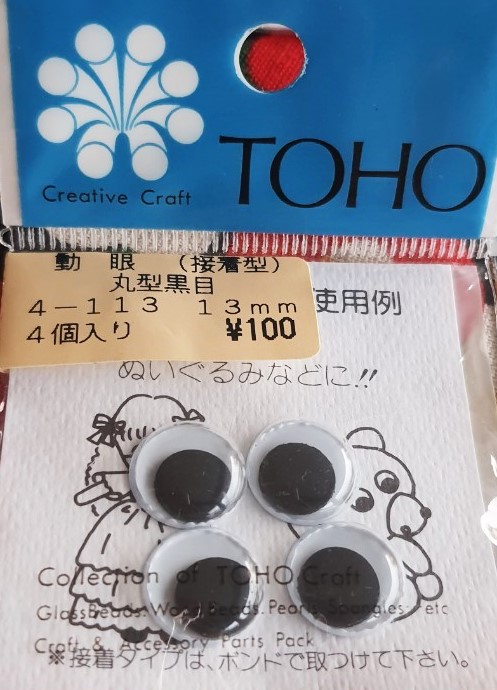 Creative Craft
TOHO
動眼（接着型）
丸型黒目
4-113 13mm
4個入り ¥100
使用例
ぬいぐるみなどに!!
Collection of TOHO Craft
GlassBeads. Wood Beads. Pearl. Spangles. etc
Craft & Accessory Parts Pack
※接着タイプは、ボンドで取つけて下さい。